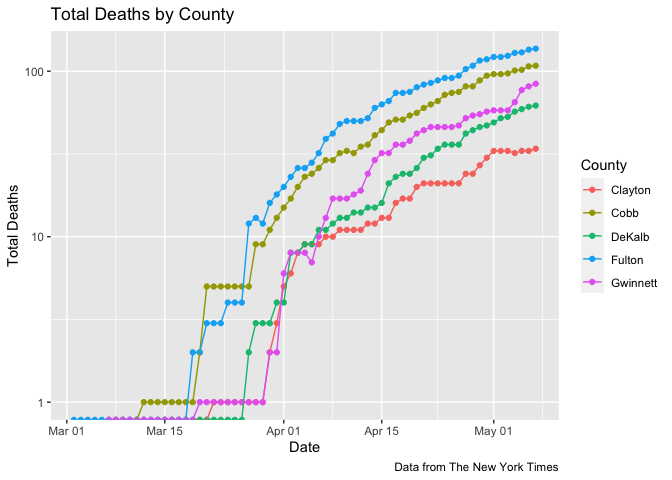 Total Deaths by County
Total Deaths
100
10
1
Mar 01
Mar 15
Apr 01
Apr 15
May 01
Date
County
Clayton
Cobb
DeKalb
Fulton
Gwinnett
Data from The New York Times